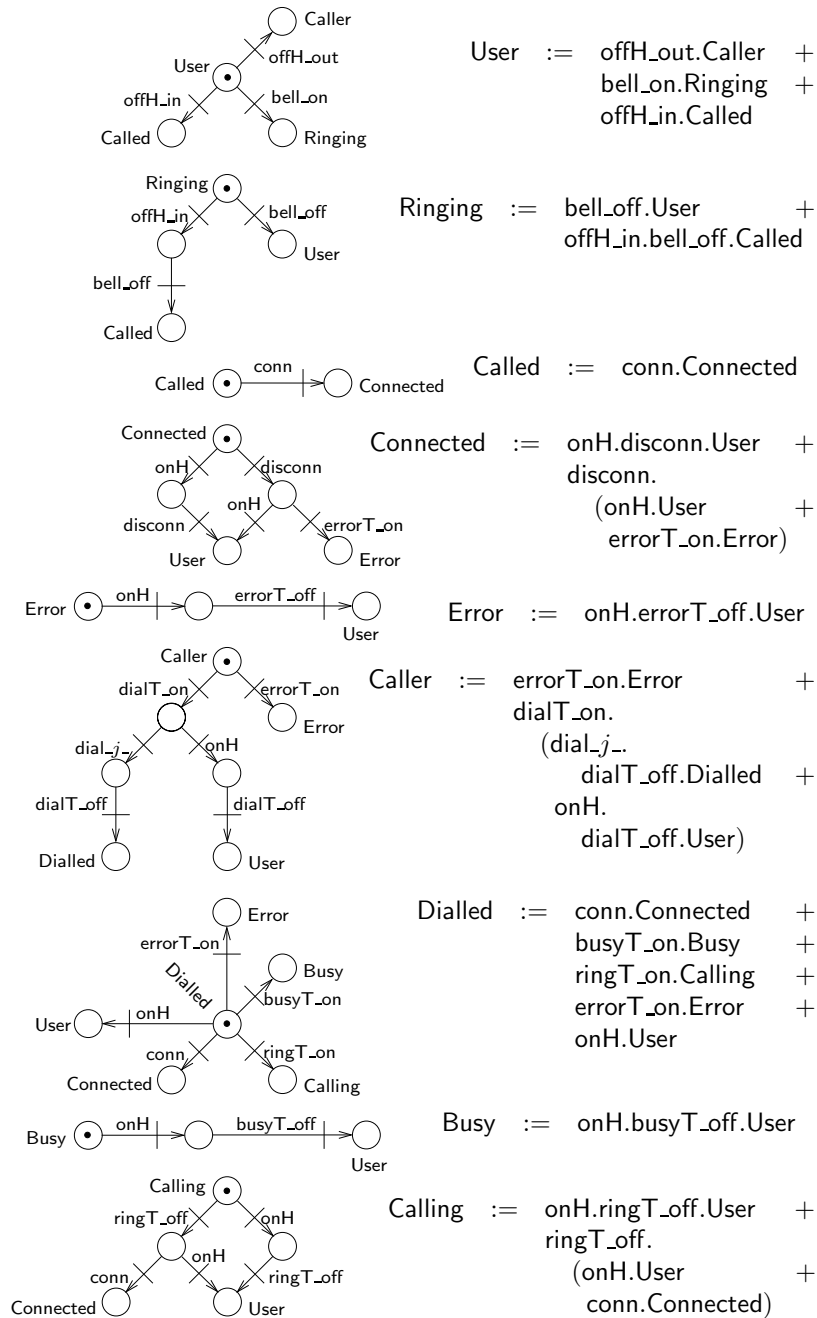 Caller
User
offH_out
offH_in
bell_on
Called
Ringing
User := offH_out.Caller +
bell_on.Ringing +
offH_in.Called
Ringing
offH_in
bell_off
User
bell_off
Called
Ringing := bell_off.User +
offH_in.bell_off.Called
Called
conn
Connected
Called := conn.Connected
Connected
onH
disconn
disconn
onH
errorT_on
User
Error
Connected := onH.disconn.User +
disconn.
(onH.User +
errorT_on.Error)
Error
onH
errorT_off
User
Error := onH.errorT_off.User
Caller
dialT_on
errorT_on
Error
dial_j_
onH
dialT_off
dialT_off
Dialled
User
Caller := errorT_on.Error +
dialT_on.
(dial_j_.
dialT_off.Dialled +
onH.
dialT_off.User)
Error
errorT_on
Dialled
Busy
busyT_on
User
onH
conn
ringT_on
Connected
Calling
Dialled := conn.Connected +
busyT_on.Busy +
ringT_on.Calling +
errorT_on.Error +
onH.User
Busy
onH
busyT_off
User
Busy := onH.busyT_off.User
Calling
ringT_off
onH
conn
onH
ringT_off
Connected
User
Calling := onH.ringT_off.User +
ringT_off.
(onH.User +
conn.Connected)